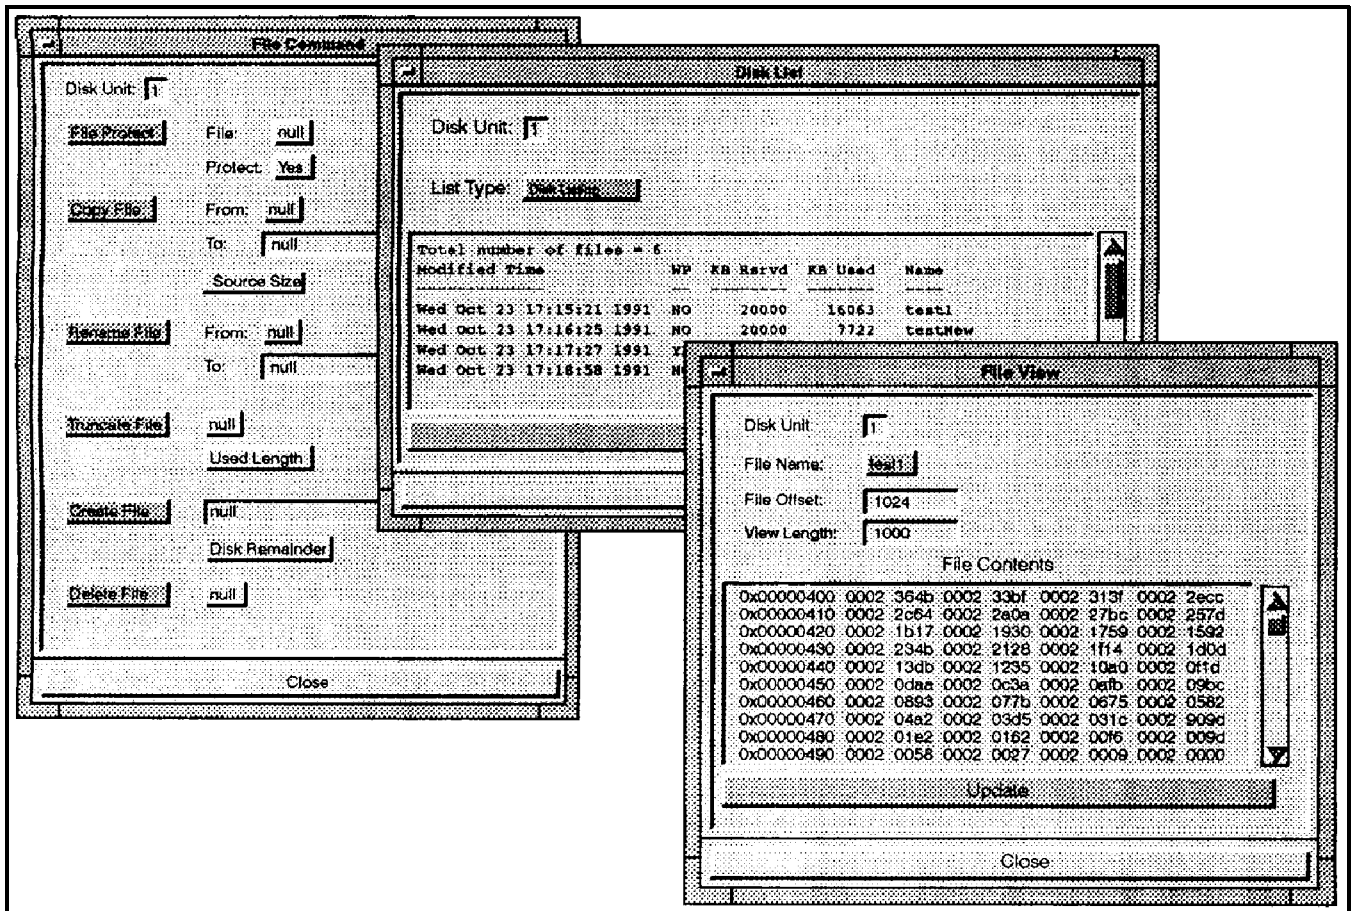 File Command
Disk Unit: 1
File Protect File: null
Protect: Yes
Copy File From: null
To: null
Source Size
Rename File From: null
To: null
Truncate File null
Used Length
Create File null
Disk Remainder
Delete File null
Close
Disk List
Disk Unit: 1
List Type: Disk Listing
Total number of files = 6
Modified Time WP KB Rsrvd KB Used Name
Wed Oct 23 17:15:21 1991 NO 20000 16063 test1
Wed Oct 23 17:16:25 1991 NO 20000 7722 testNew
Wed Oct 23 17:17:27 1991
Wed Oct 23 17:18:58 1991
File View
Disk Unit: 1
File Name: test1
File Offset: 1024
View Length: 1000
File Contents
0x00000400 0002 364b 0002 33bf 0002 313f 0002 2ecc
0x00000410 0002 2c64 0002 2a0a 0002 27bc 0002 257d
0x00000420 0002 1b17 0002 1930 0002 1759 0002 1592
0x00000430 0002 234b 0002 2128 0002 1f14 0002 1d0d
0x00000440 0002 13db 0002 1235 0002 10a0 0002 0f1d
0x00000450 0002 0daa 0002 0c3a 0002 0afb 0002 09bc
0x00000460 0002 0893 0002 077b 0002 0675 0002 0582
0x00000470 0002 04a2 0002 03d5 0002 031c 0002 909d
0x00000480 0002 01e2 0002 0162 0002 00f6 0002 009d
0x00000490 0002 0058 0002 0027 0002 0009 0002 0000
Update
Close